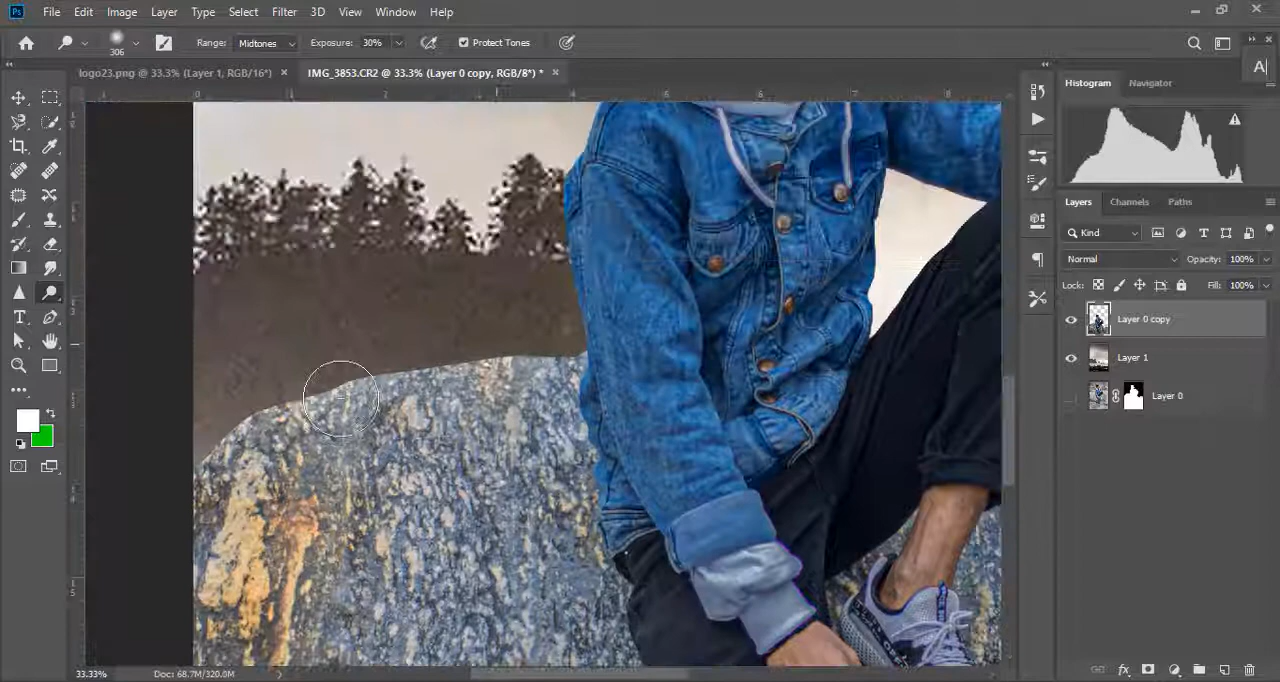 Ps File Edit Image Layer Type Select Filter 3D View Window Help
306 Range: Midtones Exposure: 30% Protect Tones
logo23.png @ 33.3% (Layer 1, RGB/16*) × IMG_3853.CR2 @ 33.3% (Layer 0 copy, RGB/8*) * ×
A
Histogram Navigator
Layers Channels Paths
Kind
Normal Opacity: 100%
Lock: Fill: 100%
Layer 0 copy
Layer 1
Layer 0
fx
33.33% Doc: 68.7M/320.0M